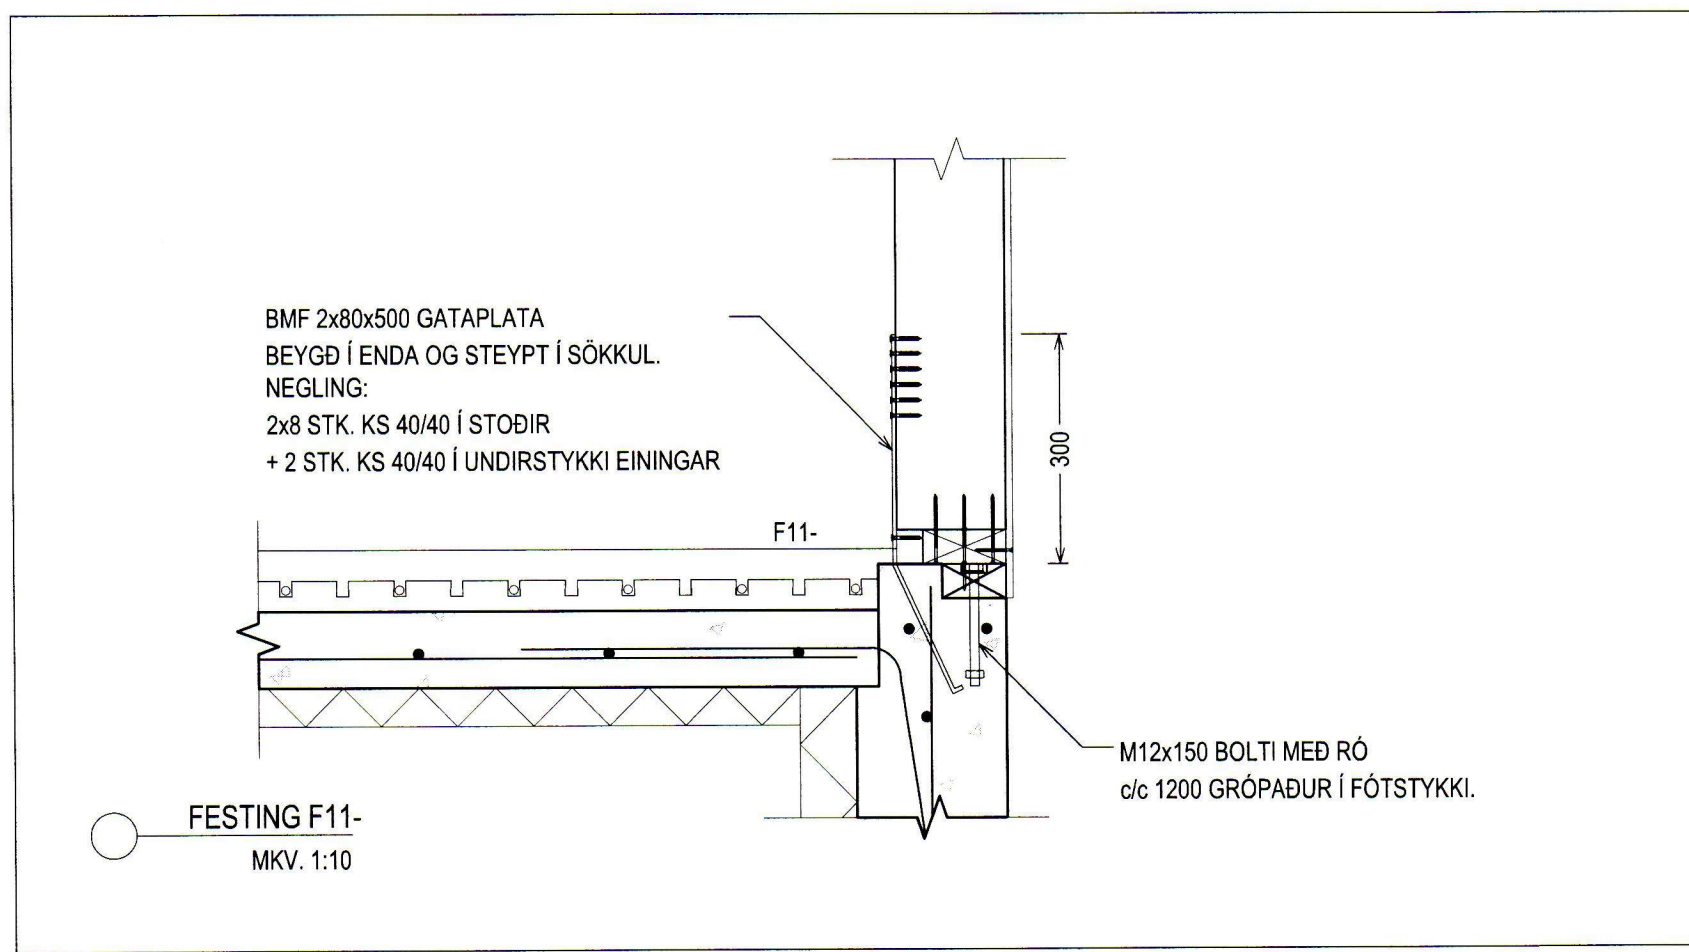 BMF 2x80x500 GATAPLATA
BEYGÐ Í ENDA OG STEYPT Í SÖKKUL.
NEGLING:
2x8 STK. KS 40/40 Í STOÐIR
+ 2 STK. KS 40/40 Í UNDIRSTYKKI EININGAR
300
F11-
M12x150 BOLTI MEÐ RÓ
c/c 1200 GRÓPAÐUR Í FÓTSTYKKI.
FESTING F11-
MKV. 1:10